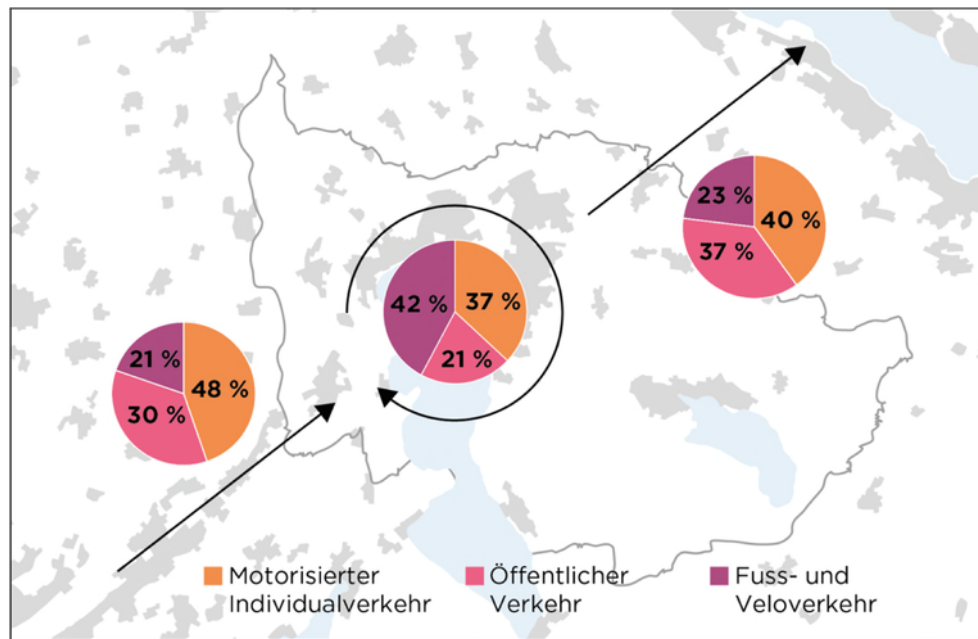 23 %
40 %
37 %
42 %
37 %
21 %
21 %
48 %
30 %
Motorisierter
Individualverkehr
Öffentlicher
Verkehr
Fuss- und
Veloverkehr